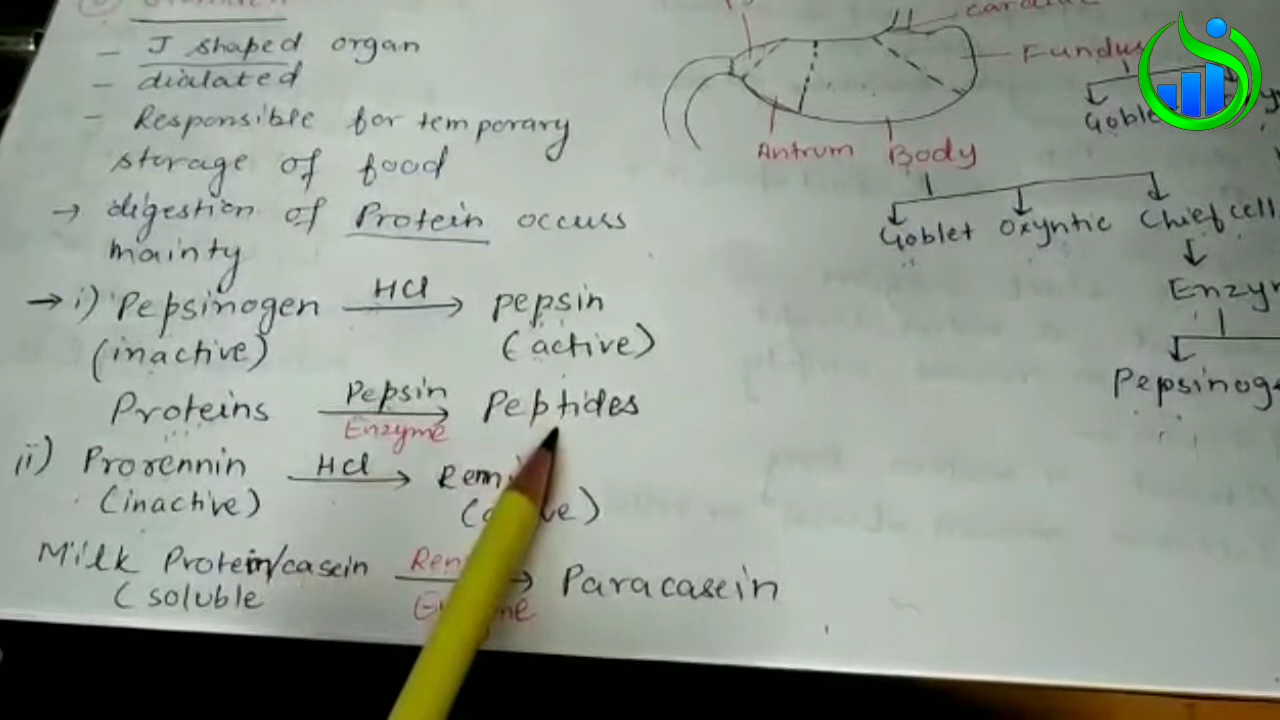 - J shaped organ
- dialated
- Responsible for temporary
storage of food
→ digestion of Protein occurs
mainty
→ i) Pepsinogen HCl → pepsin
(inactive) (active)
Proteins Pepsin → Peptides
Enzyme
ii) Prorennin HCl →
(inactive)
Milk Protein/casein → Paracasein
(soluble
Fundus
Antrum Body
Goblet Oxyntic Chief cell